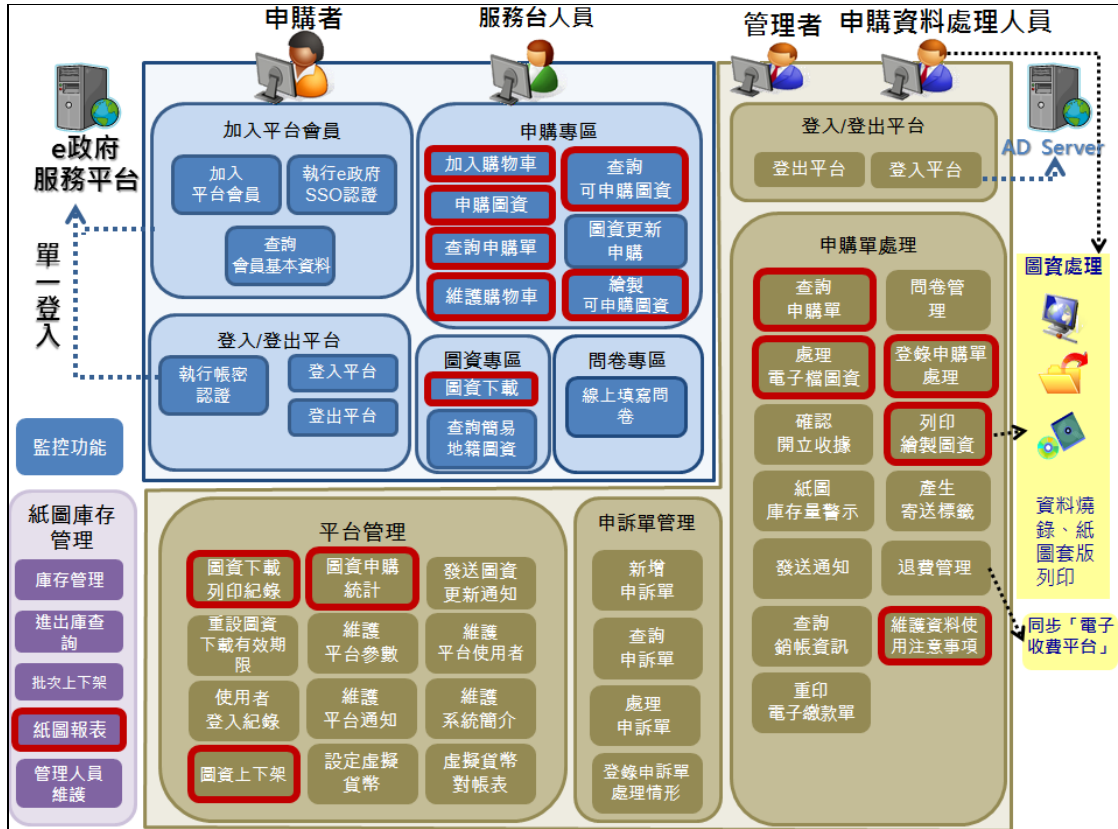 申購者
服務台人員
管理者
申購資料處理人員
e政府
服務平台
單一登入
加入平台會員
加入
平台會員
執行e政府
SSO認證
查詢
會員基本資料
登入/登出平台
執行帳密
認證
登入平台
登出平台
申購專區
加入購物車
查詢
可申購圖資
申購圖資
圖資更新
申購
查詢申購單
維護購物車
繪製
可申購圖資
圖資專區
圖資下載
查詢簡易
地籍圖資
問卷專區
線上填寫問
卷
登入/登出平台
登出平台
登入平台
AD Server
申購單處理
查詢
申購單
問卷管
理
處理
電子檔圖資
登錄申購單
處理
確認
開立收據
列印
繪製圖資
紙圖
庫存量警示
產生
寄送標籤
發送通知
退費管理
查詢
銷帳資訊
維護資料使
用注意事項
重印
電子繳款單
圖資處理
資料燒
錄、紙
圖套版
列印
同步「電子
收費平台」
監控功能
紙圖庫存
管理
庫存管理
進出庫查
詢
批次上下架
紙圖報表
管理人員
維護
平台管理
圖資下載
列印紀錄
圖資申購
統計
發送圖資
更新通知
重設圖資
下載有效期
限
維護
平台參數
維護
平台使用者
使用者
登入紀錄
維護
平台通知
維護
系統簡介
圖資上下架
設定虛擬
貨幣
虛擬貨幣
對帳表
申訴單管理
新增
申訴單
查詢
申訴單
處理
申訴單
登錄申訴單
處理情形